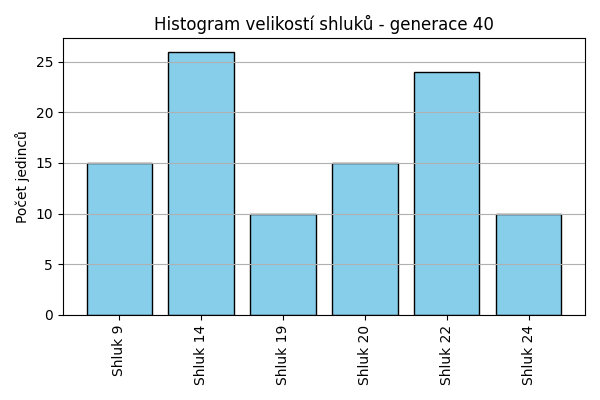 Histogram velikostí shluků - generace 40
Počet jedinců
25
20
15
10
5
0
Shluk 9
Shluk 14
Shluk 19
Shluk 20
Shluk 22
Shluk 24